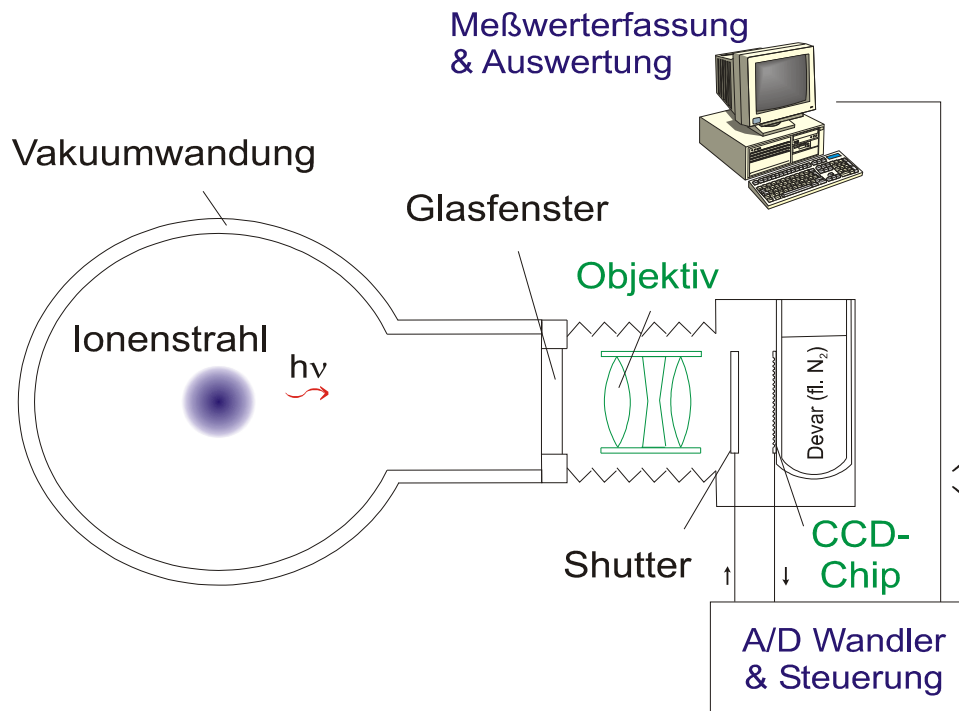 Meßwerterfassung
& Auswertung
Vakuumwandung
Glasfenster
Objektiv
Ionenstrahl
hν
Devar (fl. N₂)
Shutter
CCD-
Chip
A/D Wandler
& Steuerung